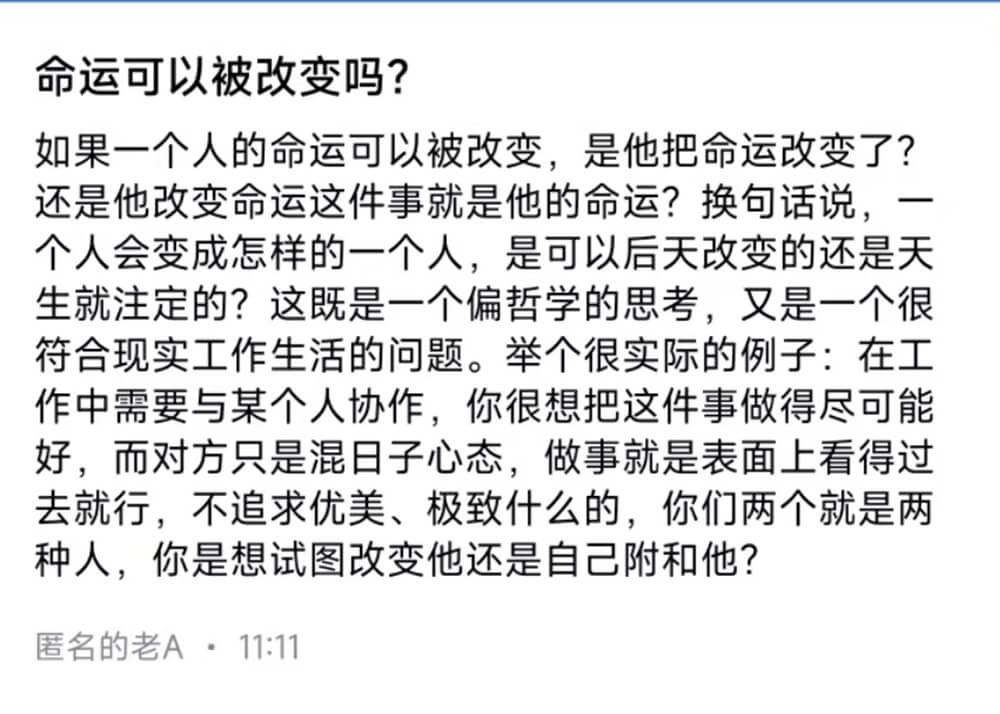 命运可以被改变吗？
如果一个人的命运可以被改变，是他把命运改变了？
还是他改变命运这件事就是他的命运？换句话说，一
个人会变成怎样的一个人，是可以后天改变的还是天
生就注定的？这既是一个偏哲学的思考，又是一个很
符合现实工作生活的问题。举个很实际的例子：在工
作中需要与某个人协作，你很想把这件事做得尽可能
好，而对方只是混日子心态，做事就是表面上看得过
去就行，不追求优美、极致什么的，你们两个就是两
种人，你是想试图改变他还是自己附和他？
匿名的老A · 11:11